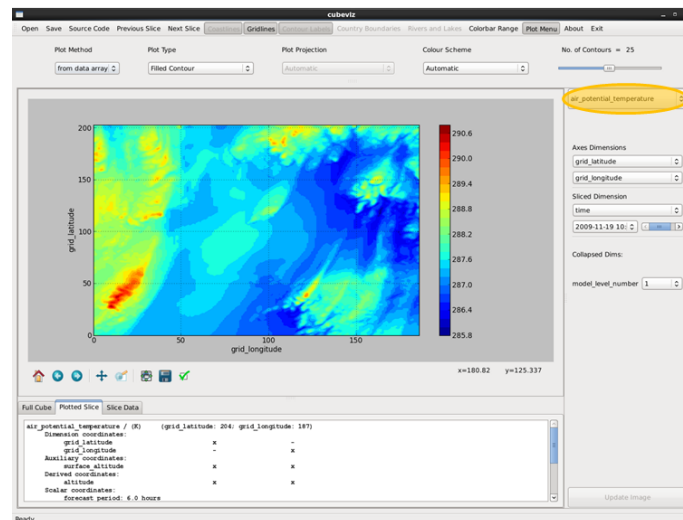 cubeviz
Open Save Source Code Previous Slice Next Slice Coastlines Gridlines Contour Labels Country Boundaries Rivers and Lakes Colorbar Range Plot Menu About Exit
Plot Method Plot Type Plot Projection Colour Scheme No. of Contours = 25
from data array Filled Contour Automatic Automatic
air_potential_temperature
Axes Dimensions
grid_latitude
grid_longitude
Sliced Dimension
time
2009-11-19 10:
Collapsed Dims:
model_level_number 1
200
150
100
50
0
grid_latitude
0 50 100 150
grid_longitude
290.6
290.0
289.4
288.8
288.2
287.6
287.0
286.4
285.8
x=180.82 y=125.337
Full Cube Plotted Slice Slice Data
air_potential_temperature / (K) (grid_latitude: 204; grid_longitude: 187)
Dimension coordinates:
grid_latitude x -
grid_longitude - x
Auxiliary coordinates:
surface_altitude x x
Derived coordinates:
altitude x x
Scalar coordinates:
forecast_period: 6.0 hours
Update Image
Ready